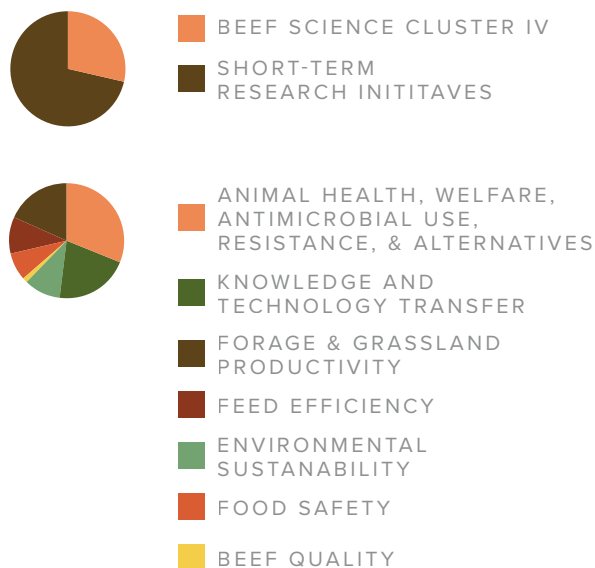 BEEF SCIENCE CLUSTER IV
SHORT-TERM
RESEARCH INITITAVES
ANIMAL HEALTH, WELFARE,
ANTIMICROBIAL USE,
RESISTANCE, & ALTERNATIVES
KNOWLEDGE AND
TECHNOLOGY TRANSFER
FORAGE & GRASSLAND
PRODUCTIVITY
FEED EFFICIENCY
ENVIRONMENTAL
SUSTANABILITY
FOOD SAFETY
BEEF QUALITY